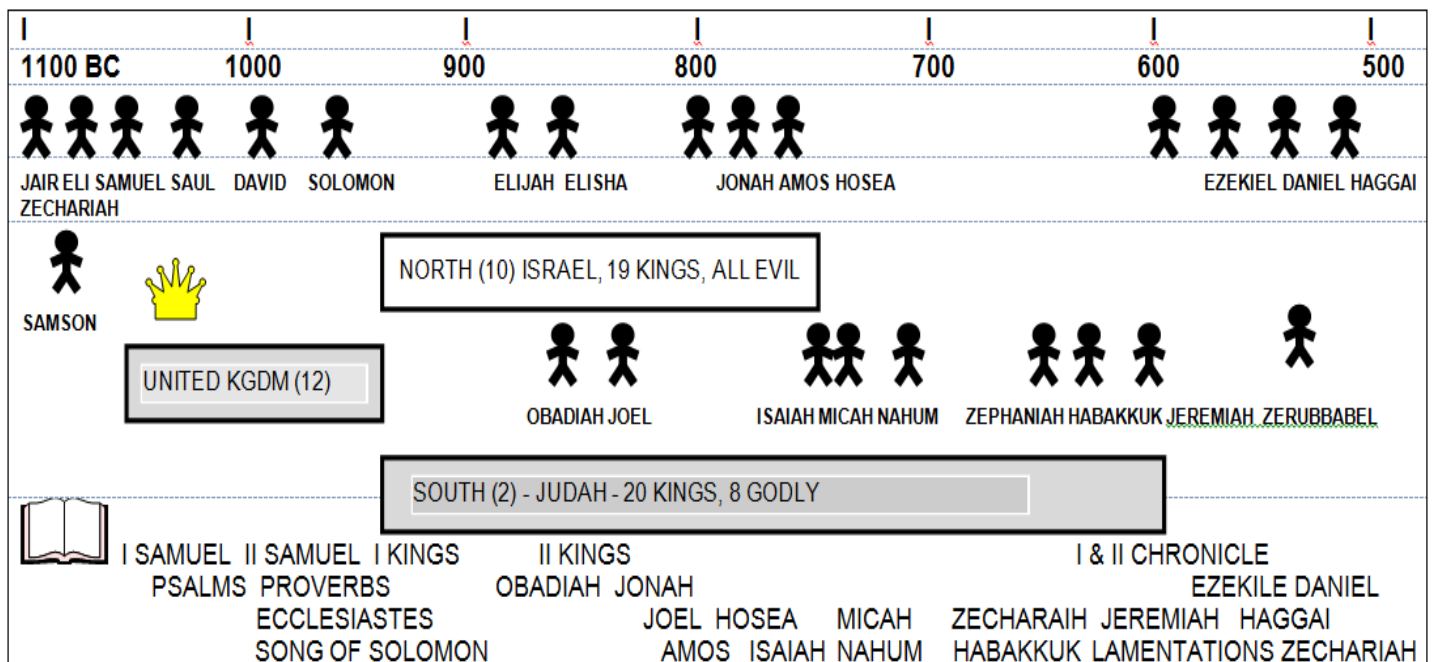 I I I I I I I
1100 BC 1000 900 800 700 600 500
JAIR ELI SAMUEL SAUL DAVID SOLOMON ELIJAH ELISHA JONAH AMOS HOSEA EZEKIEL DANIEL HAGGAI
ZECHARIAH
NORTH (10) ISRAEL, 19 KINGS, ALL EVIL
SAMSON
UNITED KGDM (12)
OBADIAH JOEL ISAIAH MICAH NAHUM ZEPHANIAH HABAKKUK JEREMIAH ZERUBBABEL
SOUTH (2) - JUDAH - 20 KINGS, 8 GODLY
I SAMUEL II SAMUEL I KINGS II KINGS I & II CHRONICLE
PSALMS PROVERBS OBADIAH JONAH EZEKILE DANIEL
ECCLESIASTES JOEL HOSEA MICAH ZECHARAIH JEREMIAH HAGGAI
SONG OF SOLOMON AMOS ISAIAH NAHUM HABAKKUK LAMENTATIONS ZECHARIAH